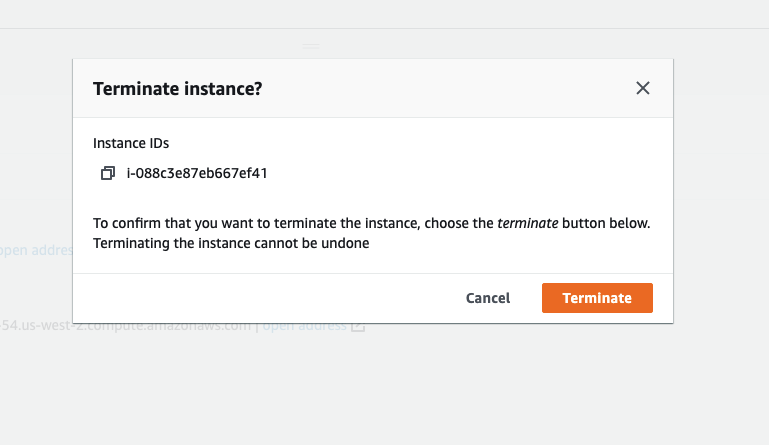 Terminate instance?
Instance IDs
i-088c3e87eb667ef41
To confirm that you want to terminate the instance, choose the terminate button below.
Terminating the instance cannot be undone
open addres
Cancel Terminate
-54.us-west-2.compute.amazonaws.com | open address